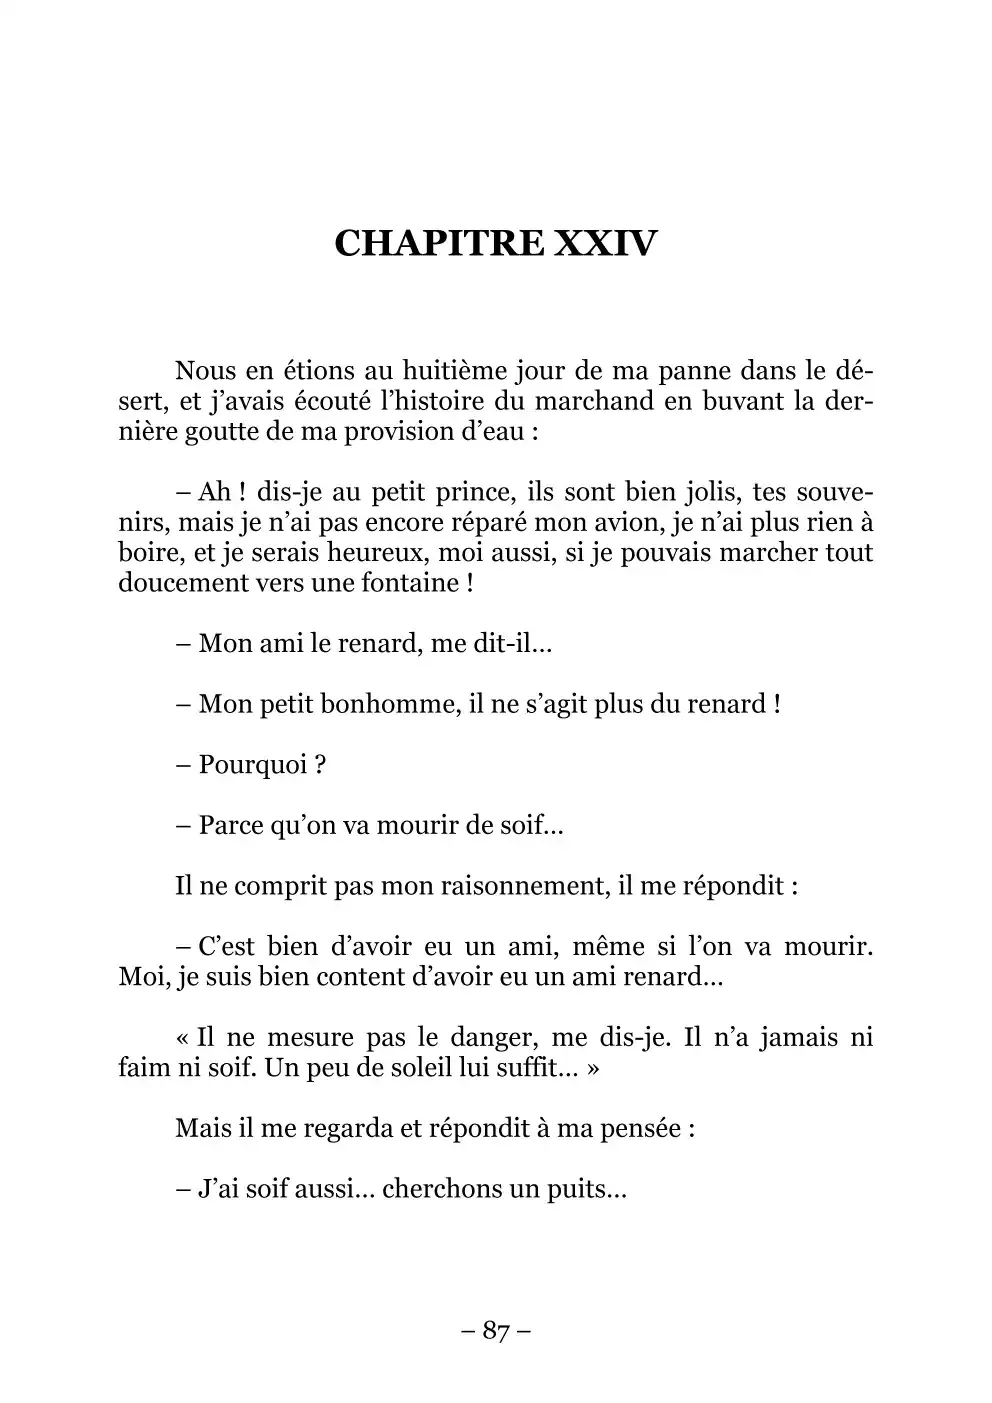 CHAPITRE XXIV
Nous en étions au huitième jour de ma panne dans le dé-
sert, et j’avais écouté l’histoire du marchand en buvant la der-
nière goutte de ma provision d’eau :
– Ah ! dis-je au petit prince, ils sont bien jolis, tes souve-
nirs, mais je n’ai pas encore réparé mon avion, je n’ai plus rien à
boire, et je serais heureux, moi aussi, si je pouvais marcher tout
doucement vers une fontaine !
– Mon ami le renard, me dit-il…
– Mon petit bonhomme, il ne s’agit plus du renard !
– Pourquoi ?
– Parce qu’on va mourir de soif…
Il ne comprit pas mon raisonnement, il me répondit :
– C’est bien d’avoir eu un ami, même si l’on va mourir.
Moi, je suis bien content d’avoir eu un ami renard…
« Il ne mesure pas le danger, me dis-je. Il n’a jamais ni
faim ni soif. Un peu de soleil lui suffit… »
Mais il me regarda et répondit à ma pensée :
– J’ai soif aussi… cherchons un puits…
– 87 –